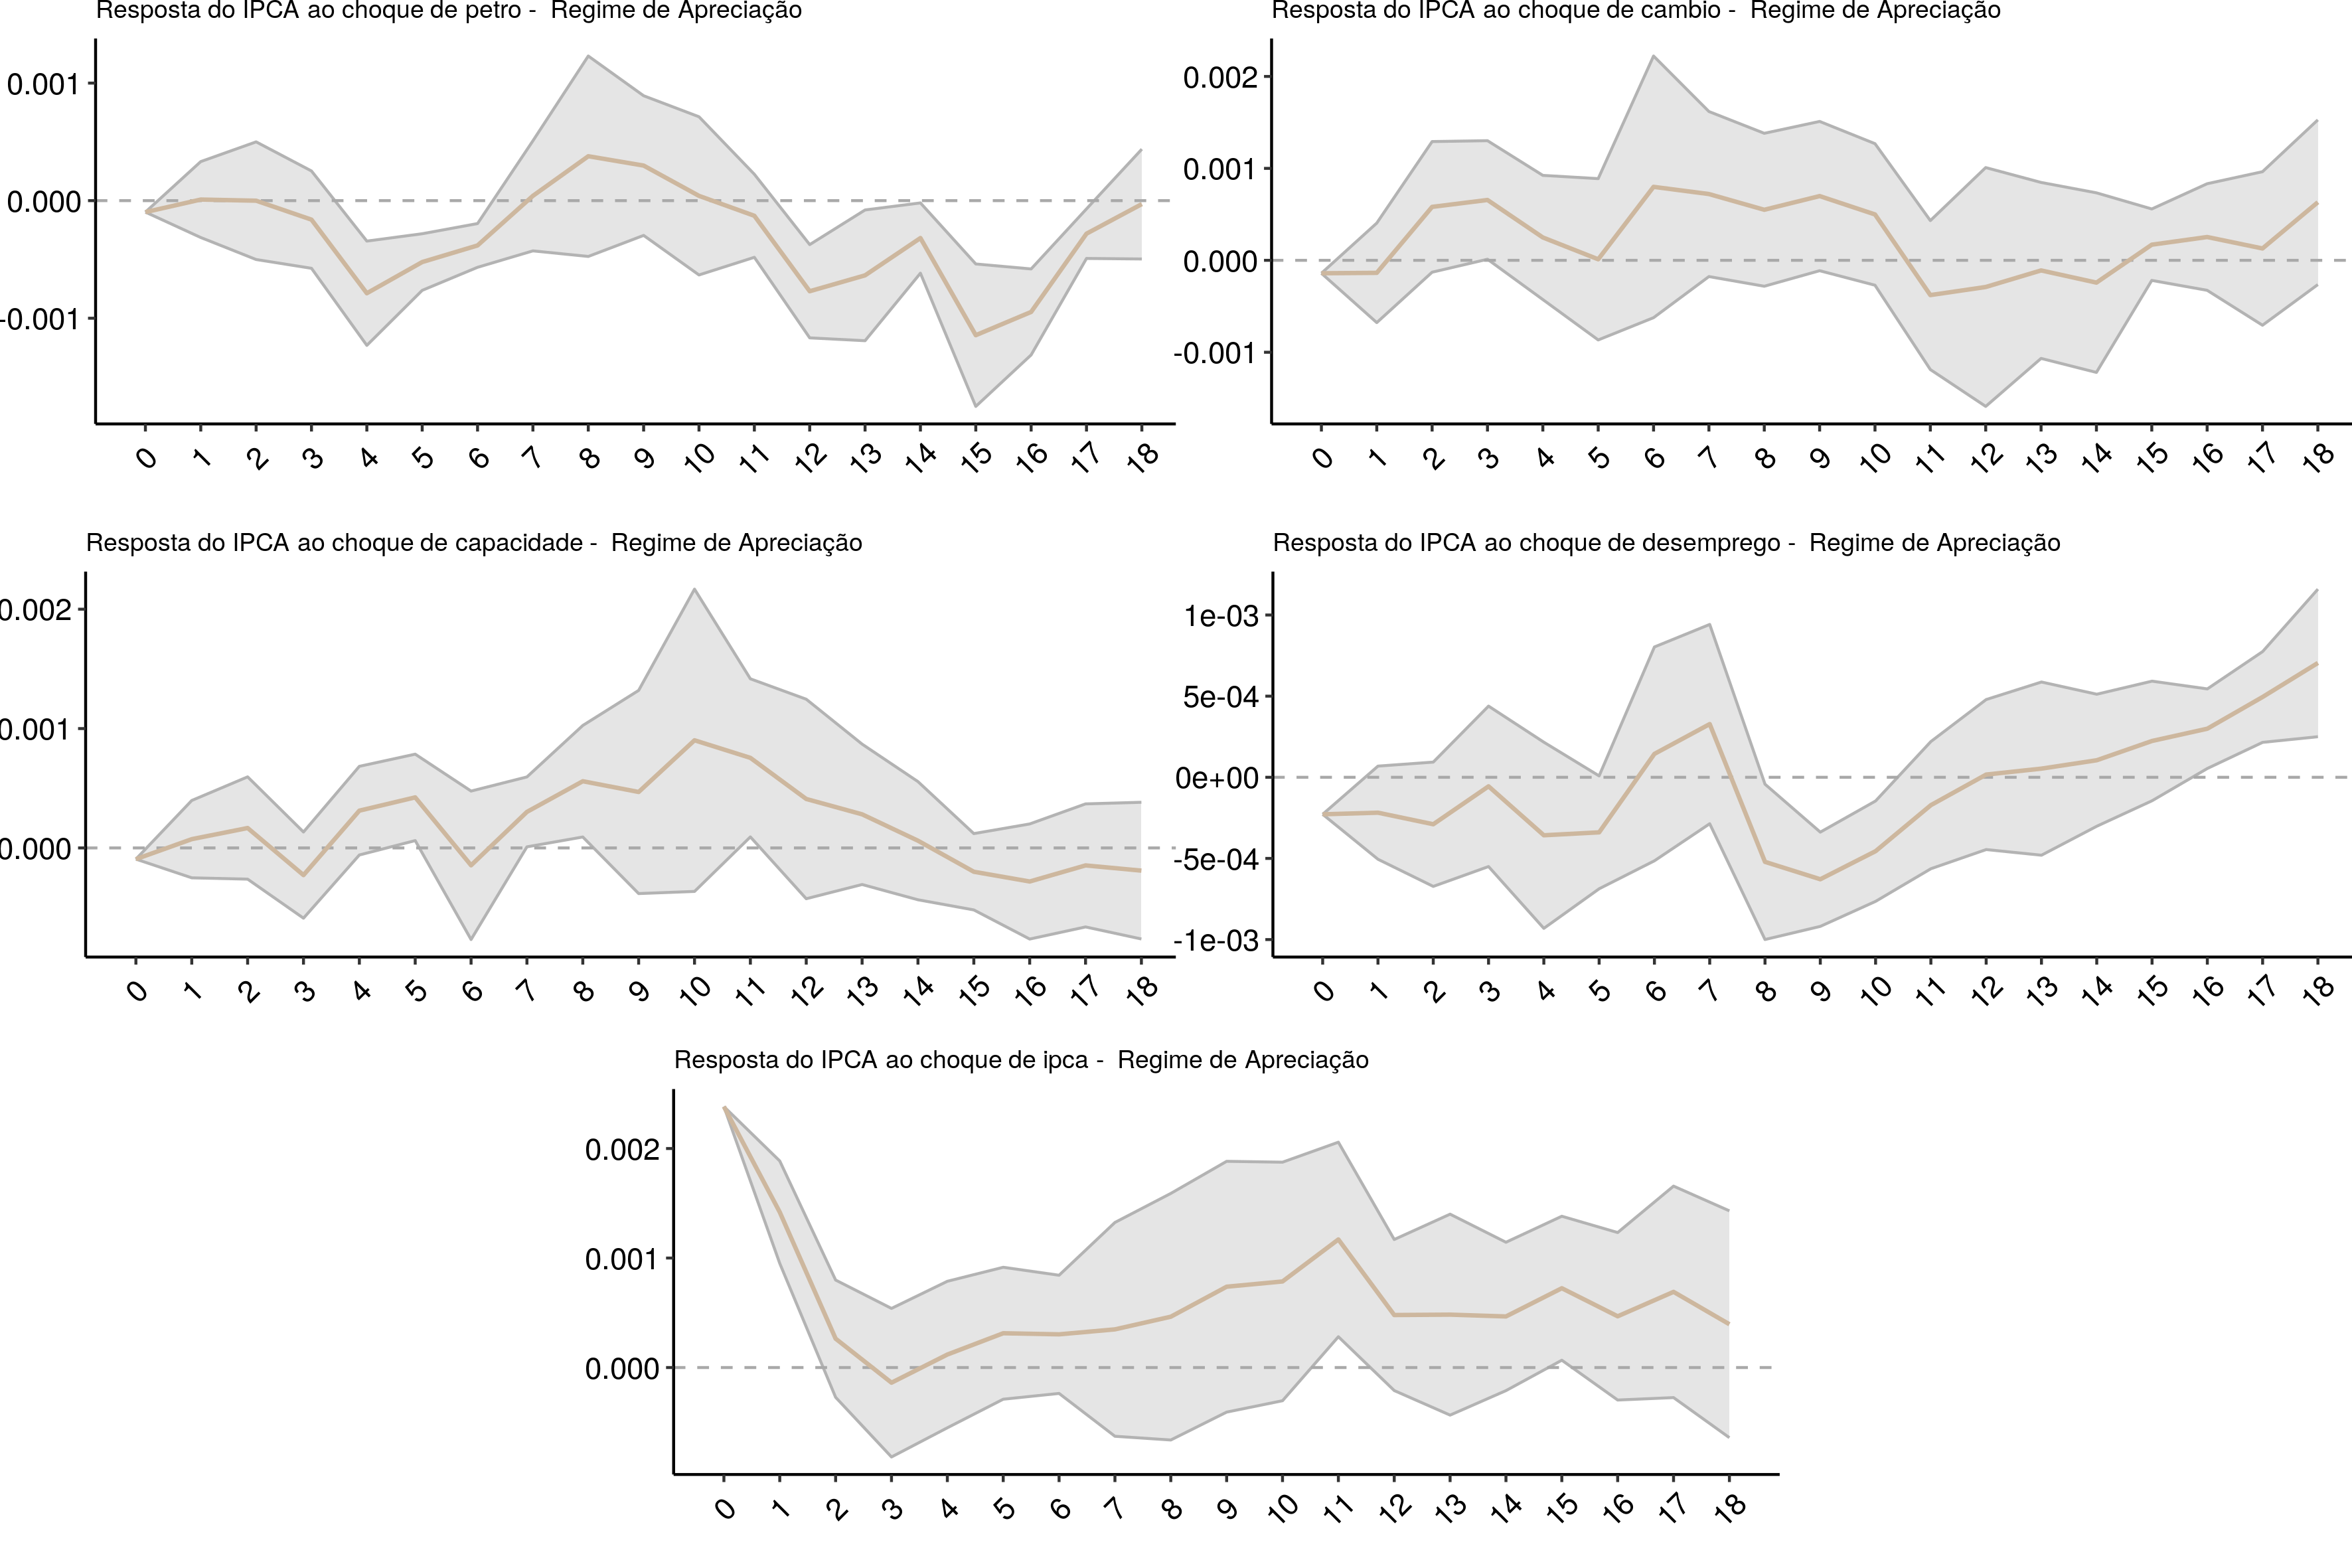 Resposta do IPCA ao choque de petro -  Regime de Apreciação
0.001
0.000
-0.001
0 1 2 3 4 5 6 7 8 9 10 11 12 13 14 15 16 17 18
Resposta do IPCA ao choque de cambio -  Regime de Apreciação
0.002
0.001
0.000
-0.001
0 1 2 3 4 5 6 7 8 9 10 11 12 13 14 15 16 17 18
Resposta do IPCA ao choque de capacidade -  Regime de Apreciação
0.002
0.001
0.000
0 1 2 3 4 5 6 7 8 9 10 11 12 13 14 15 16 17 18
Resposta do IPCA ao choque de desemprego -  Regime de Apreciação
1e-03
5e-04
0e+00
-5e-04
-1e-03
0 1 2 3 4 5 6 7 8 9 10 11 12 13 14 15 16 17 18
Resposta do IPCA ao choque de ipca -  Regime de Apreciação
0.002
0.001
0.000
0 1 2 3 4 5 6 7 8 9 10 11 12 13 14 15 16 17 18